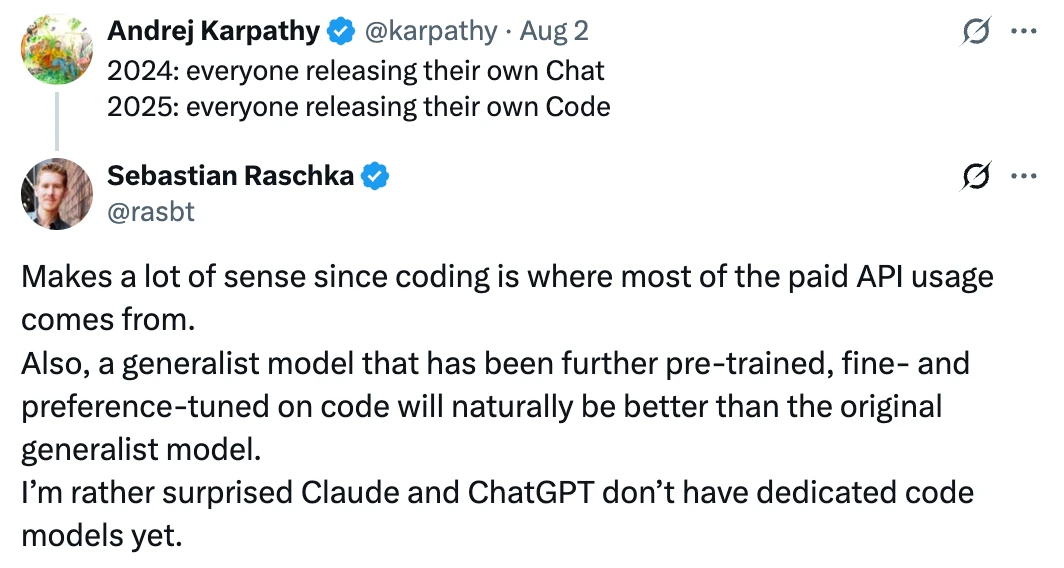 Andrej Karpathy @karpathy · Aug 2
2024: everyone releasing their own Chat
2025: everyone releasing their own Code
Sebastian Raschka
@rasbt
Makes a lot of sense since coding is where most of the paid API usage
comes from.
Also, a generalist model that has been further pre-trained, fine- and
preference-tuned on code will naturally be better than the original
generalist model.
I’m rather surprised Claude and ChatGPT don’t have dedicated code
models yet.